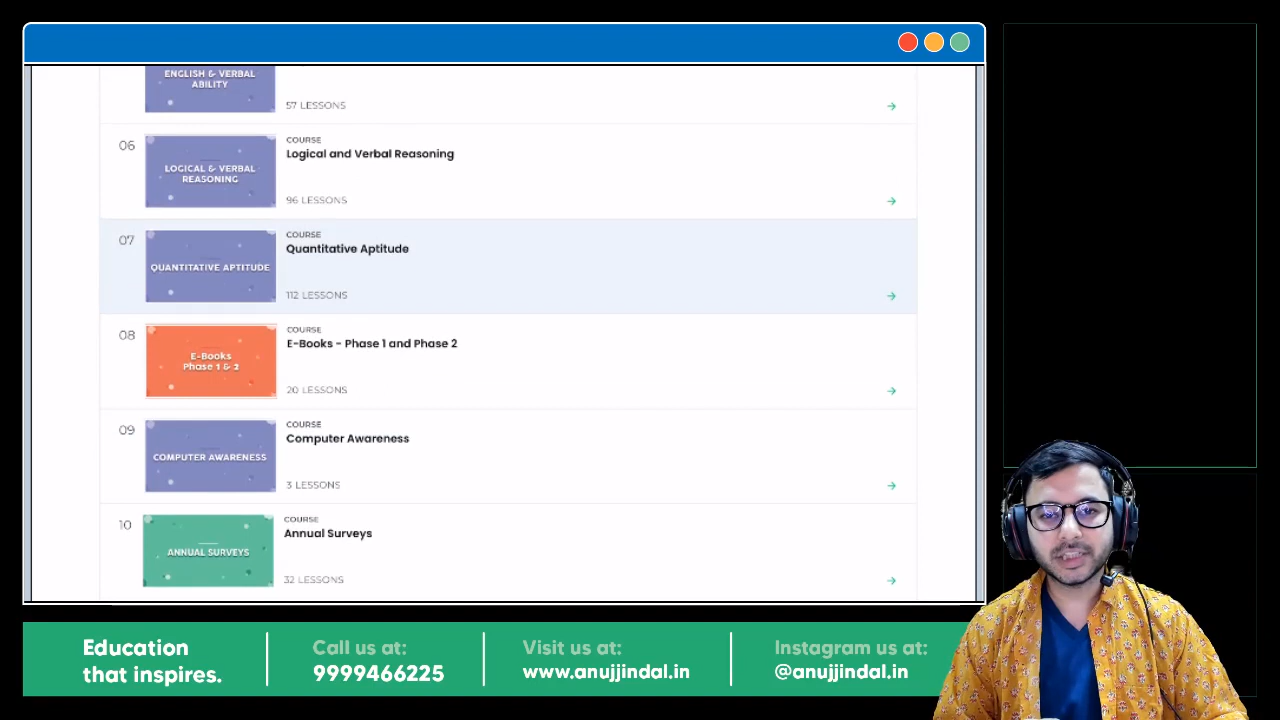 ENGLISH & VERBAL
ABILITY
57 LESSONS
06
LOGICAL & VERBAL
REASONING
COURSE
Logical and Verbal Reasoning
96 LESSONS
07
QUANTITATIVE APTITUDE
COURSE
Quantitative Aptitude
112 LESSONS
08
E-Books
Phase 1 & 2
COURSE
E-Books - Phase 1 and Phase 2
20 LESSONS
09
COMPUTER AWARENESS
COURSE
Computer Awareness
3 LESSONS
10
ANNUAL SURVEYS
COURSE
Annual Surveys
32 LESSONS
Education
that inspires.
Call us at:
9999466225
Visit us at:
www.anujjindal.in
Instagram us at:
@anujjindal.in